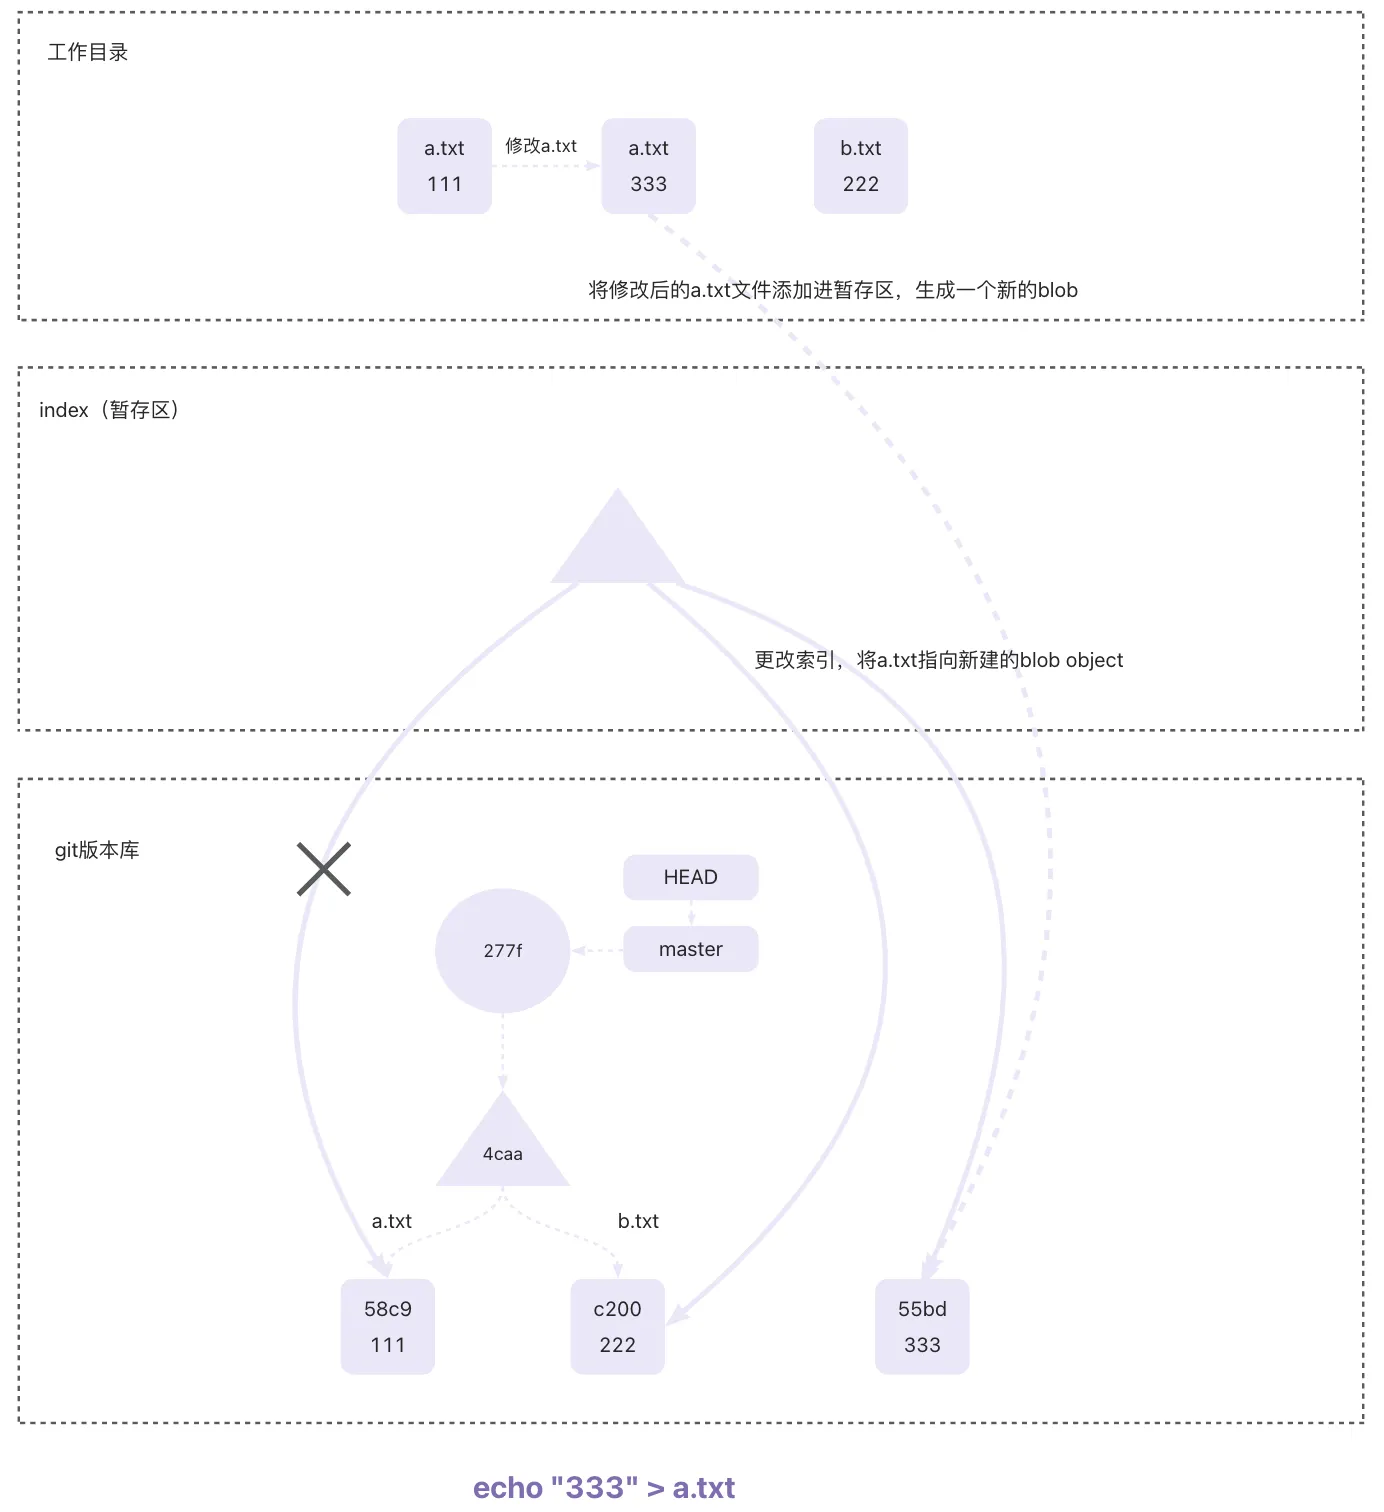 工作目录
a.txt
111
修改a.txt
a.txt
333
b.txt
222
将修改后的a.txt文件添加进暂存区，生成一个新的blob
index（暂存区）
更改索引，将a.txt指向新建的blob object
git版本库
HEAD
277f
master
4caa
a.txt
b.txt
58c9
111
c200
222
55bd
333
echo "333" > a.txt